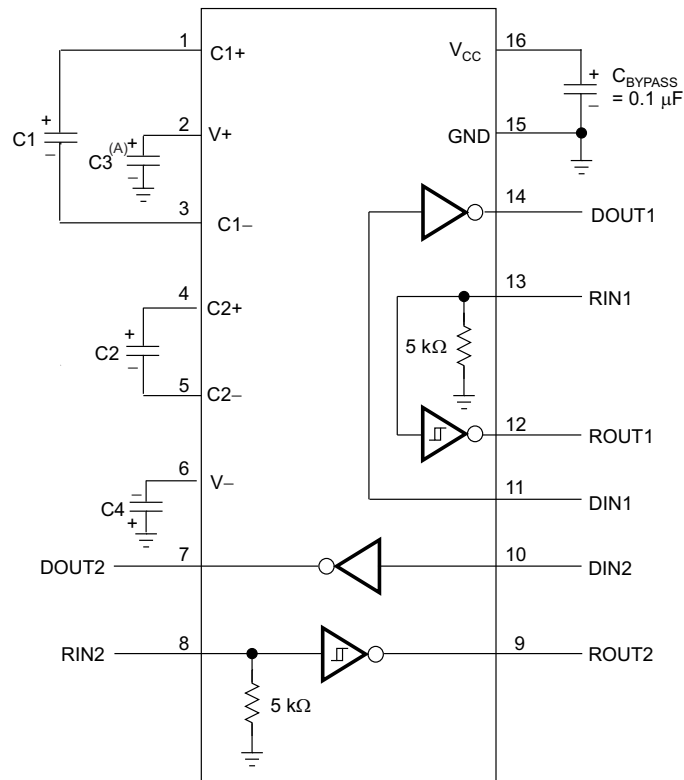 1
C1+
C1
+
−
2
V+
C3(A)
+
−
3
C1−
4
C2+
C2
+
−
5
C2−
6
V−
C4
−
+
DOUT2
7
RIN2
8
5 kΩ
VCC
16
+
−
CBYPASS
= 0.1 μF
GND
15
14
DOUT1
13
RIN1
5 kΩ
12
ROUT1
11
DIN1
10
DIN2
9
ROUT2